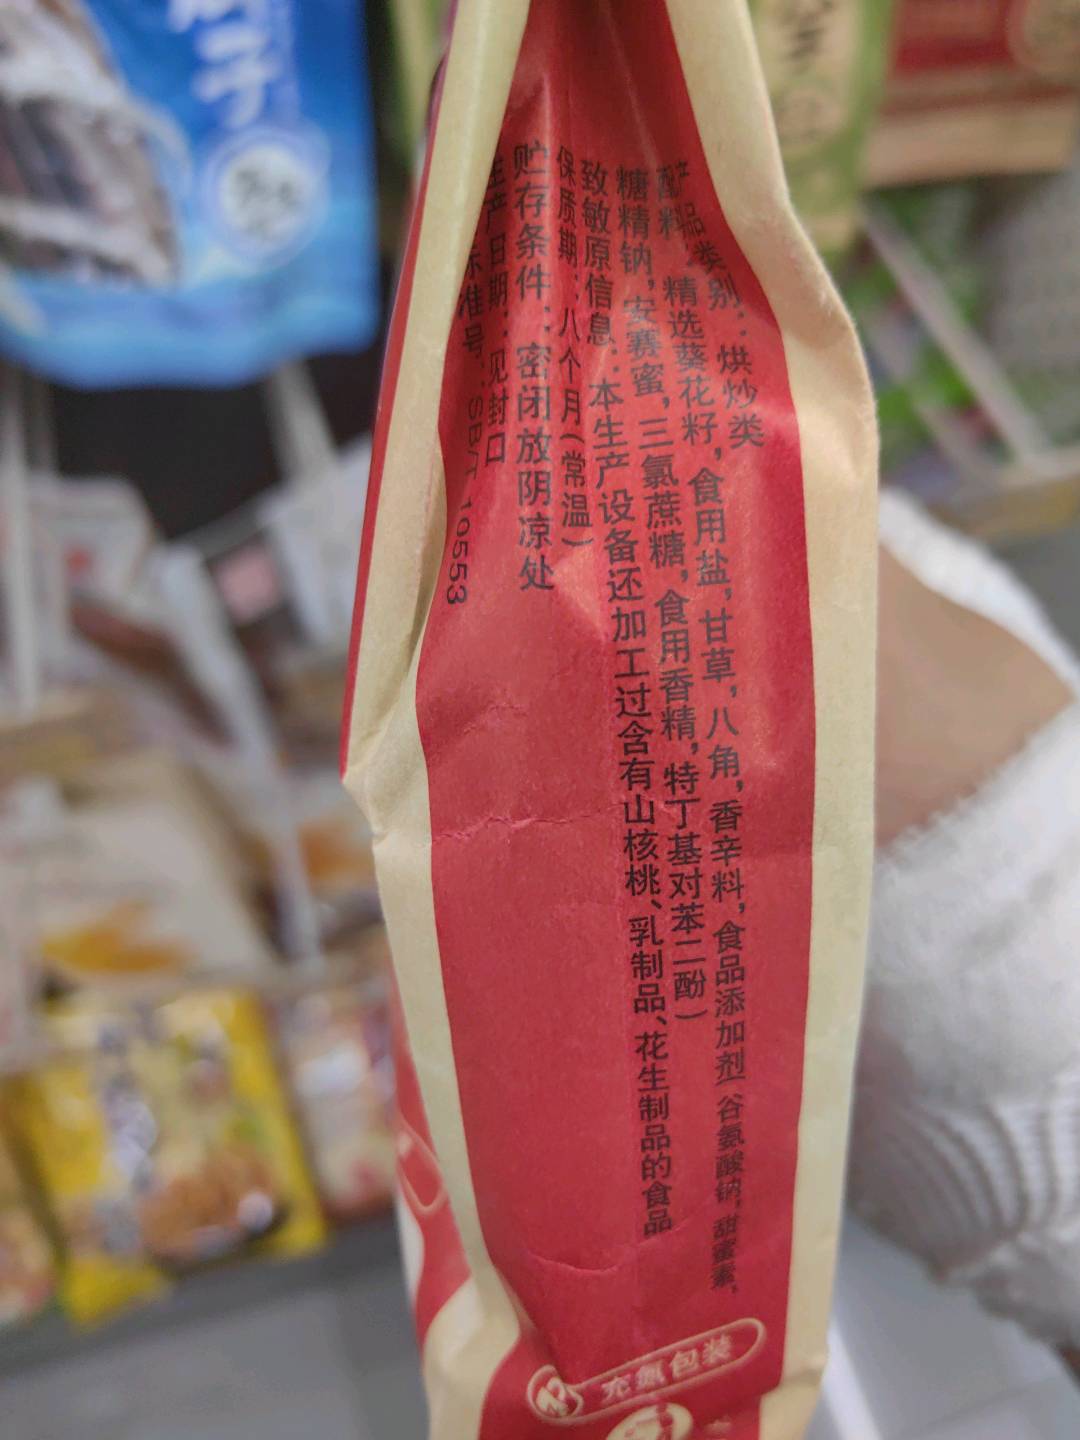 产品类别：烘炒类
配料：精选葵花籽，食用盐，甘草，八角，香辛料，食品添加剂（谷氨酸钠，甜蜜素，
糖精钠，安赛蜜，三氯蔗糖，食用香精，特丁基对苯二酚）
致敏原信息：本生产设备还加工过含有山核桃、乳制品、花生制品的食品
保质期：八个月（常温）
贮存条件：密闭放阴凉处
生产日期：见封口
标准号：SB/T 10553
充氮包装
子